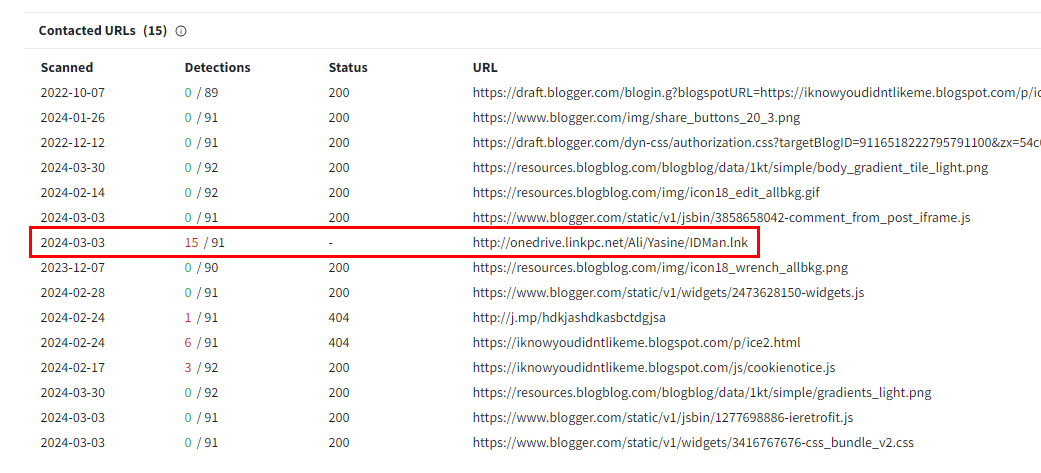 Contacted URLs (15)
Scanned Detections Status URL
2022-10-07 0 / 89 200 https://draft.blogger.com/blogin.g?blogspotURL=https://iknowyoudidntlikeme.blogspot.com/p/ice
2024-01-26 0 / 91 200 https://www.blogger.com/img/share_buttons_20_3.png
2022-12-12 0 / 91 200 https://draft.blogger.com/dyn-css/authorization.css?targetBlogID=9116518222795791100&zx=54c
2024-03-30 0 / 92 200 https://resources.blogblog.com/blogblog/data/1kt/simple/body_gradient_tile_light.png
2024-02-14 0 / 92 200 https://resources.blogblog.com/img/icon18_edit_allbkg.gif
2024-03-03 0 / 91 200 https://www.blogger.com/static/v1/jsbin/3858658042-comment_from_post_iframe.js
2024-03-03 15 / 91 - http://onedrive.linkpc.net/Ali/Yasine/IDMan.lnk
2023-12-07 0 / 90 200 https://resources.blogblog.com/img/icon18_wrench_allbkg.png
2024-02-28 0 / 91 200 https://www.blogger.com/static/v1/widgets/2473628150-widgets.js
2024-02-24 1 / 91 404 http://j.mp/hdkjashdkasbctdgjsa
2024-02-24 6 / 91 404 https://iknowyoudidntlikeme.blogspot.com/p/ice2.html
2024-02-17 3 / 92 200 https://iknowyoudidntlikeme.blogspot.com/js/cookienotice.js
2024-03-30 0 / 92 200 https://resources.blogblog.com/blogblog/data/1kt/simple/gradients_light.png
2024-03-03 0 / 91 200 https://www.blogger.com/static/v1/jsbin/1277698886-ieretrofit.js
2024-03-03 0 / 91 200 https://www.blogger.com/static/v1/widgets/3416767676-css_bundle_v2.css